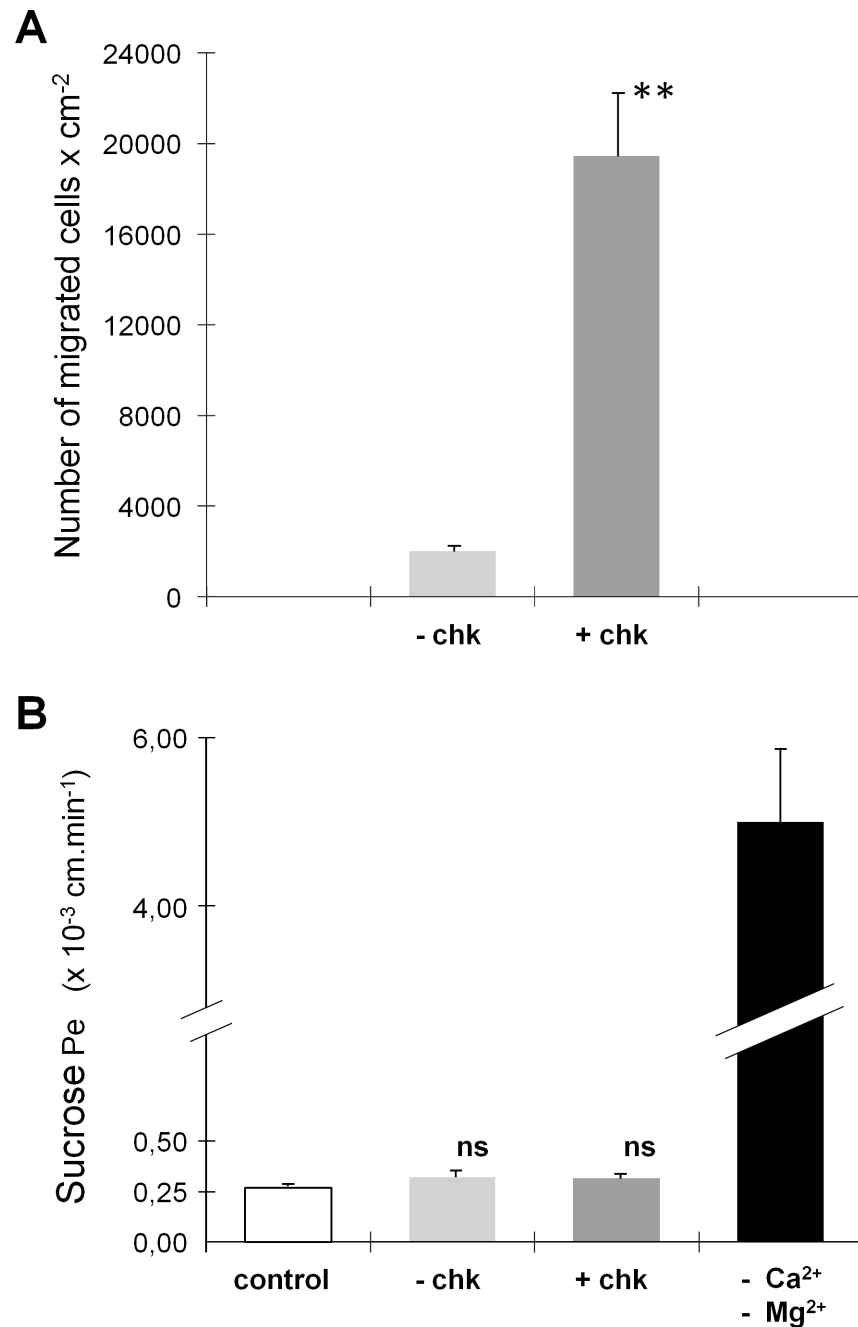 A
Number of migrated cells x cm-2
24000
20000
16000
12000
8000
4000
0
**
- chk + chk
B
Sucrose Pe (x 10-3 cm.min-1)
6,00
4,00
0,50
0,25
0,00
ns ns
control - chk + chk - Ca2+
- Mg2+